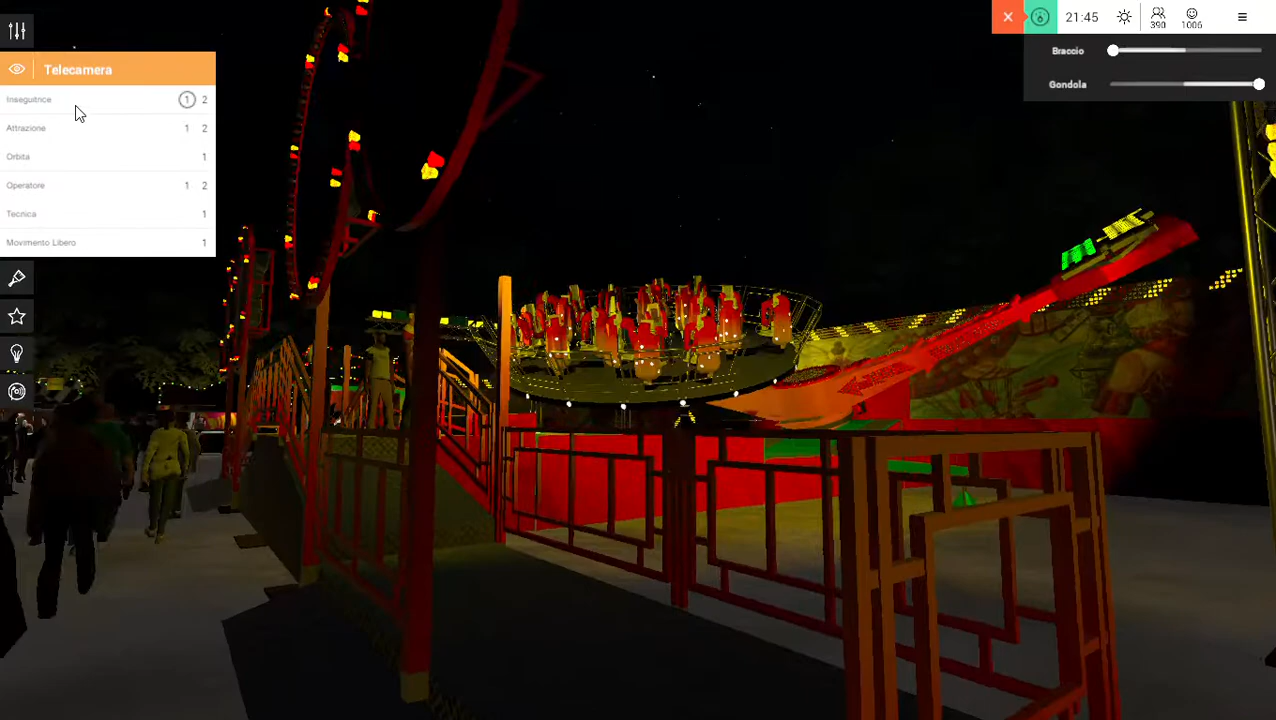 21:45
390
1006
Braccio
Gondola
Telecamera
Inseguitrice 1 2
Attrazione 1 2
Orbita 1
Operatore 1 2
Tecnica 1
Movimento Libero 1